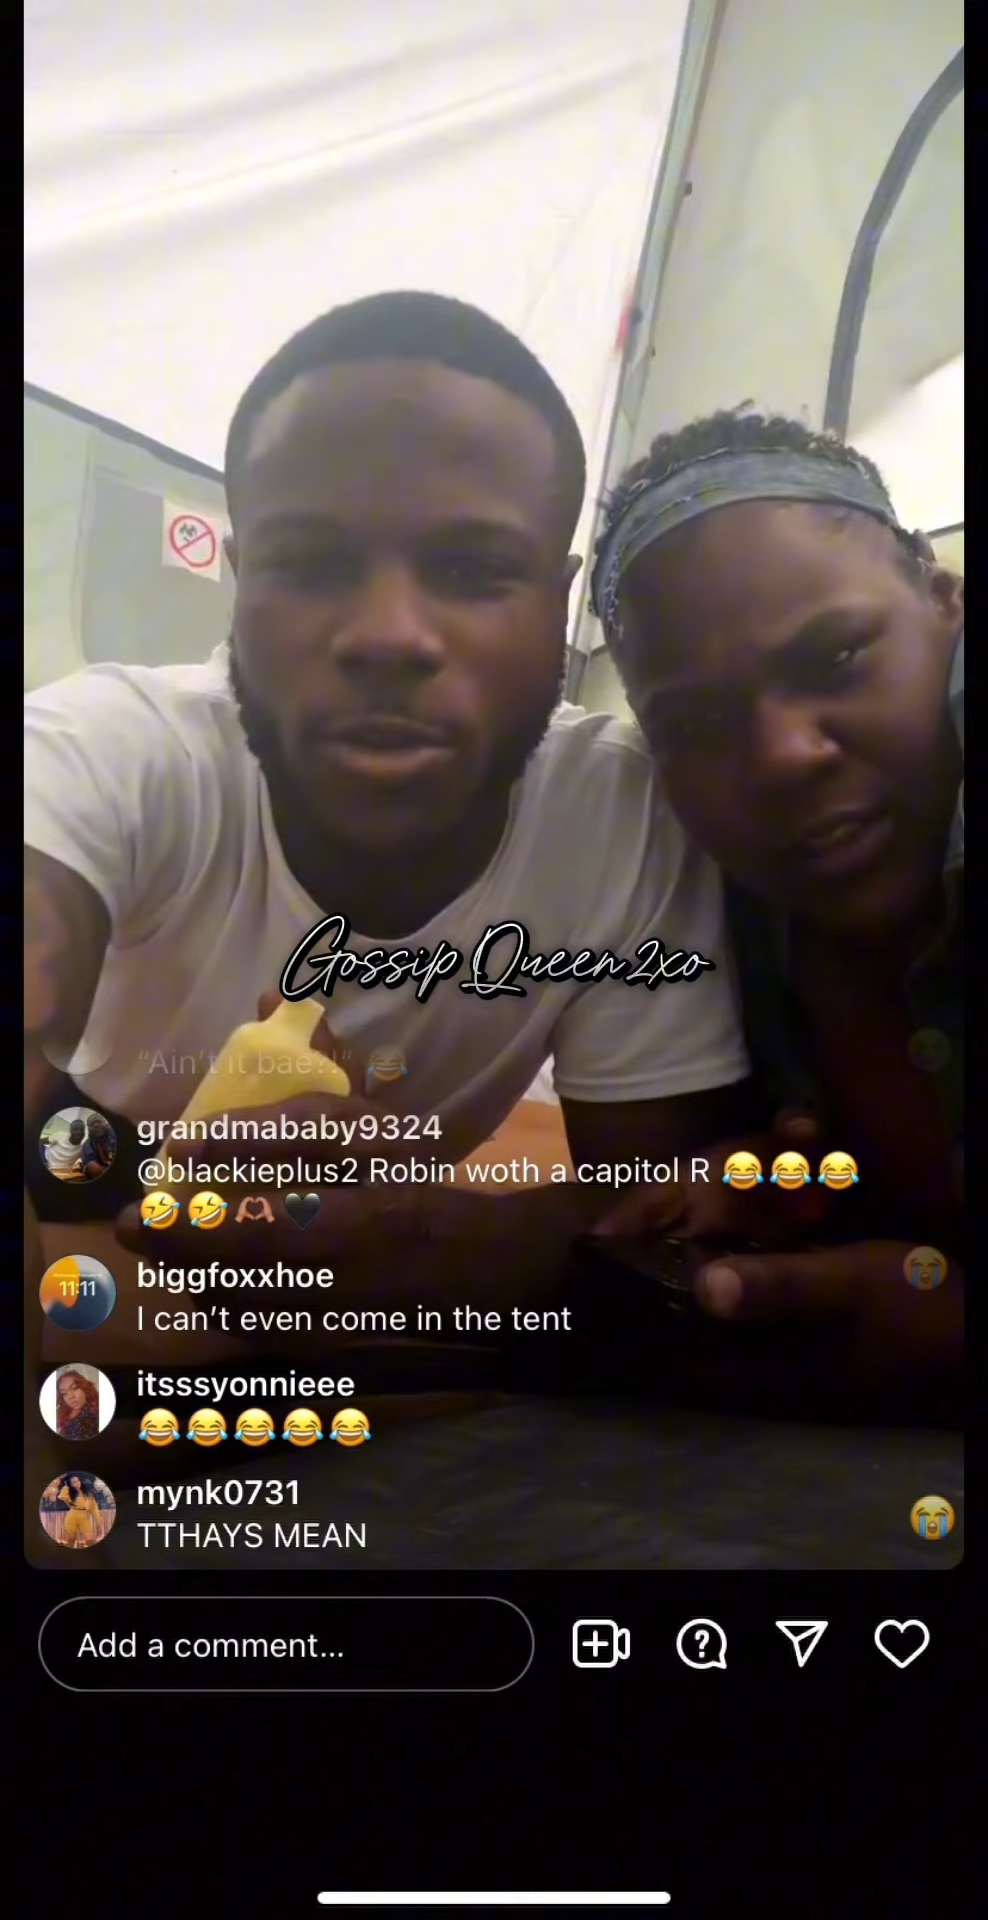 Gossip Queen2xo
“Ain’t it bae?!“ 😂
grandmababy9324
@blackieplus2 Robin woth a capitol R 😂😂😂
🤣🤣🫶🏽🖤
11:11
biggfoxxhoe
I can’t even come in the tent
itsssyonnieee
😂😂😂😂😂
mynk0731
TTHAYS MEAN
Add a comment...